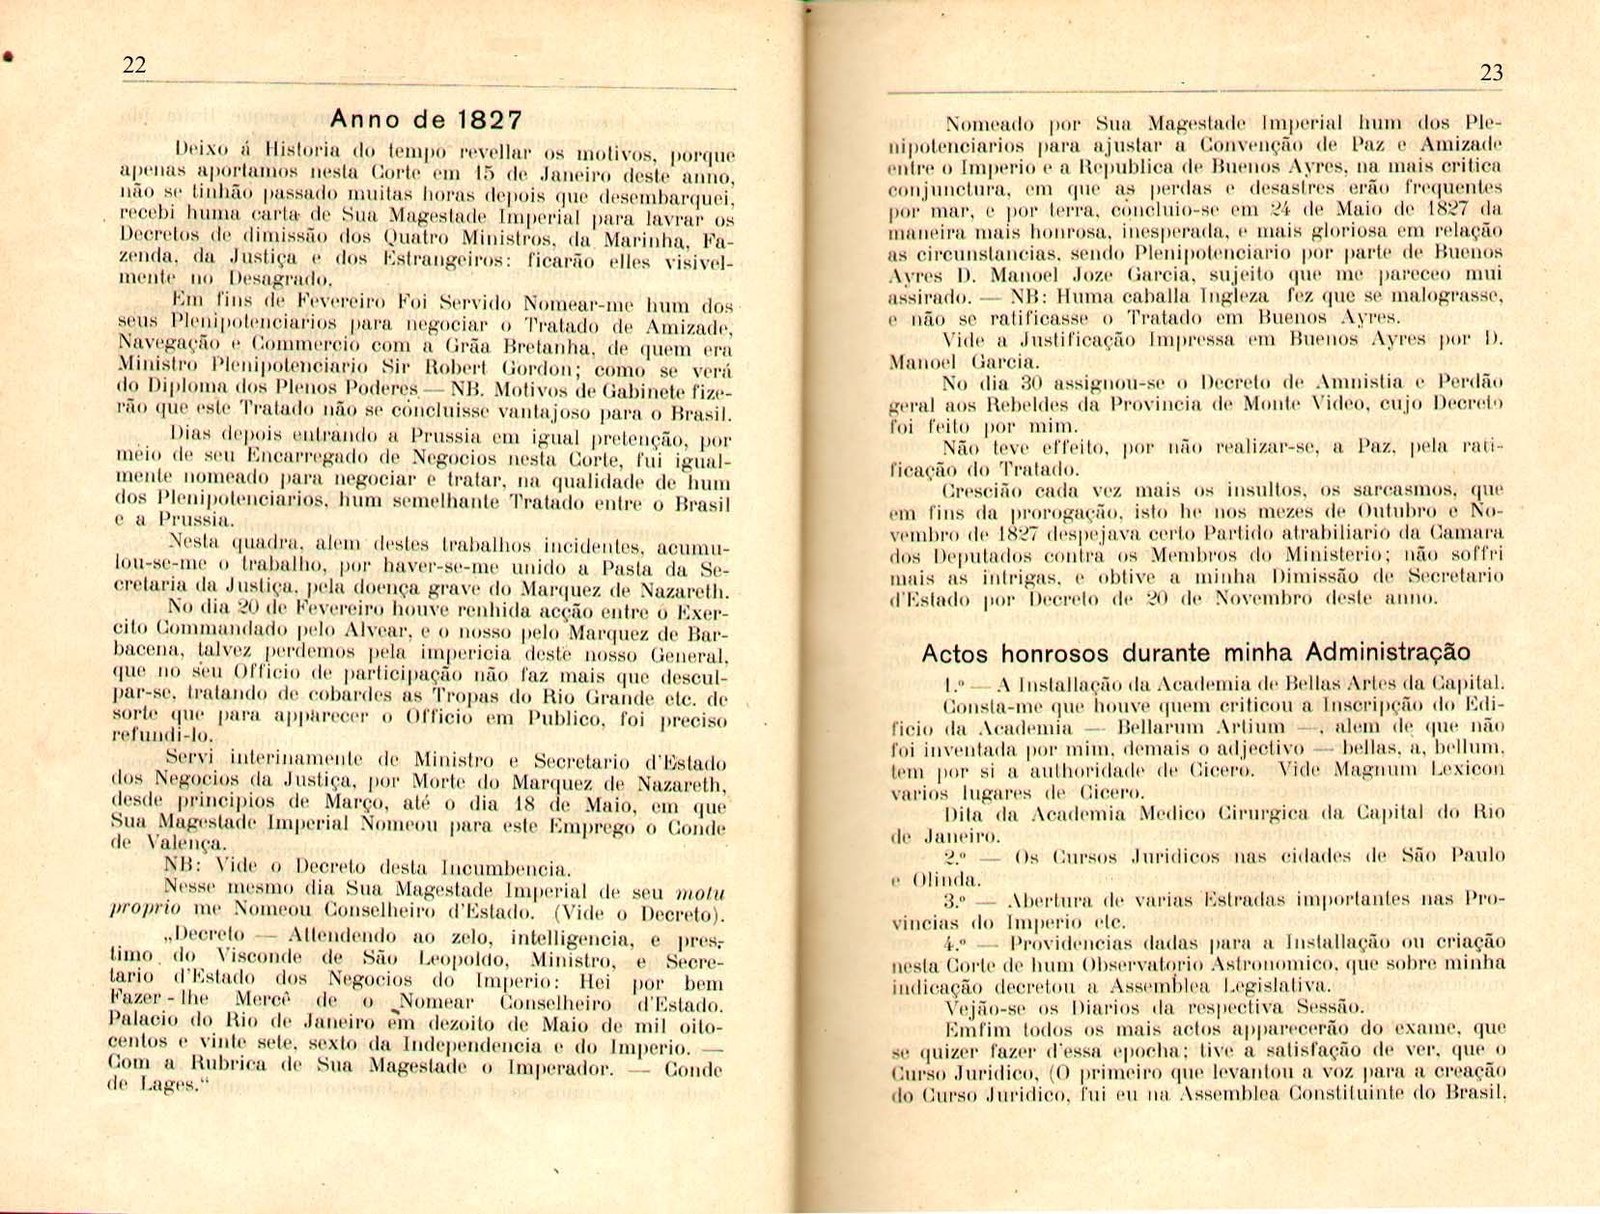 22
Anno de 1827
Deixo á Historia do tempo revellar os motivos, porque
apenas aportamos nesta Corte em 15 de Janeiro deste anno,
não se tinhão passado muitas horas depois que desembarquei,
recebi huma carta de Sua Magestade Imperial para lavrar os
Decretos de dimissão dos Quatro Ministros, da Marinha, Fa-
zenda, da Justiça e dos Estrangeiros: ficarão elles visivel-
mente no Desagrado.
Em fins de Fevereiro Foi Servido Nomear-me hum dos
seus Plenipotenciarios para negociar o Tratado de Amizade,
Navegação e Commercio com a Grãa Bretanha, de quem era
Ministro Plenipotenciario Sir Robert Gordon; como se verá
do Diploma dos Plenos Poderes — NB. Motivos de Gabinete fize-
rão que este Tratado não se concluisse vantajoso para o Brasil.
Dias depois entrando a Prussia em igual pretenção, por
meio de seu Encarregado de Negocios nesta Corte, fui igual-
mente nomeado para negociar e tratar, na qualidade de hum
dos Plenipotenciarios, hum semelhante Tratado entre o Brasil
e a Prussia.
Nesta quadra, alem destes trabalhos incidentes, acumu-
lou-se-me o trabalho, por haver-se-me unido a Pasta da Se-
cretaria da Justiça, pela doença grave do Marquez de Nazareth.
No dia 20 de Fevereiro houve renhida acção entre o Exer-
cito Commandado pelo Alvear, e o nosso pelo Marquez de Bar-
bacena, talvez perdemos pela impericia deste nosso General,
que no seu Officio de participação não faz mais que descul-
par-se, tratando de cobardes as Tropas do Rio Grande etc. de
sorte que para apparecer o Officio em Publico, foi preciso
refundi-lo.
Servi interinamente de Ministro e Secretario d'Estado
dos Negocios da Justiça, por Morte do Marquez de Nazareth,
desde principios de Março, até o dia 18 de Maio, em que
Sua Magestade Imperial Nomeou para este Emprego o Conde
de Valença.
NB: Vide o Decreto desta Incumbencia.
Nesse mesmo dia Sua Magestade Imperial de seu motu
proprio me Nomeou Conselheiro d'Estado. (Vide o Decreto).
„Decreto — Attendendo ao zelo, intelligencia, e pres-
timo do Visconde de São Leopoldo, Ministro, e Secre-
tario d'Estado dos Negocios do Imperio: Hei por bem
Fazer-lhe Mercê de o Nomear Conselheiro d'Estado.
Palacio do Rio de Janeiro em dezoito de Maio de mil oito-
centos e vinte sete, sexto da Independencia e do Imperio. —
Com a Rubrica de Sua Magestade o Imperador. — Conde
de Lages.“
23
Nomeado por Sua Magestade Imperial hum dos Ple-
nipotenciarios para ajustar a Convenção de Paz e Amizade
entre o Imperio e a Republica de Buenos Ayres, na mais critica
conjunctura, em que as perdas e desastres erão frequentes
por mar, e por terra, concluio-se em 24 de Maio de 1827 da
maneira mais honrosa, inesperada, e mais gloriosa em relação
as circunstancias, sendo Plenipotenciario por parte de Buenos
Ayres D. Manoel Joze Garcia, sujeito que me pareceo mui
assirado. — NB: Huma caballa Ingleza fez que se malograsse,
e não se ratificasse o Tratado em Buenos Ayres.
Vide a Justificação Impressa em Buenos Ayres por D.
Manoel Garcia.
No dia 30 assignou-se o Decreto de Amnistia e Perdão
geral aos Rebeldes da Provincia de Monte Video, cujo Decreto
foi feito por mim.
Não teve effeito, por não realizar-se, a Paz, pela rati-
ficação do Tratado.
Crescião cada vez mais os insultos, os sarcasmos, que
em fins da prorogação, isto he nos mezes de Outubro e No-
vembro de 1827 despejava certo Partido atrabiliario da Camara
dos Deputados contra os Membros do Ministerio; não soffri
mais as intrigas, e obtive a minha Dimissão de Secretario
d'Estado por Decreto de 20 de Novembro deste anno.
Actos honrosos durante minha Administração
1.º — A Installação da Academia de Bellas Artes da Capital.
Consta-me que houve quem criticou a Inscripção do Edi-
ficio da Academia — Bellarum Artium —, alem de que não
foi inventada por mim, demais o adjectivo — bellas, a, bellum,
tem por si a authoridade de Cicero. Vide Magnum Lexicon
varios lugares de Cicero.
Dita da Academia Medico Cirurgica da Capital do Rio
de Janeiro.
2.º — Os Cursos Juridicos nas cidades de São Paulo
e Olinda.
3.º — Abertura de varias Estradas importantes nas Pro-
vincias do Imperio etc.
4.º — Providencias dadas para a Installação ou criação
nesta Corte de hum Observatorio Astronomico, que sobre minha
indicação decretou a Assemblea Legislativa.
Vejão-se os Diarios da respectiva Sessão.
Emfim todos os mais actos apparecerão do exame, que
se quizer fazer d'essa epocha; tive a satisfação de ver, que o
Curso Juridico, (O primeiro que levantou a voz para a creação
do Curso Juridico, fui eu na Assemblea Constituinte do Brasil,